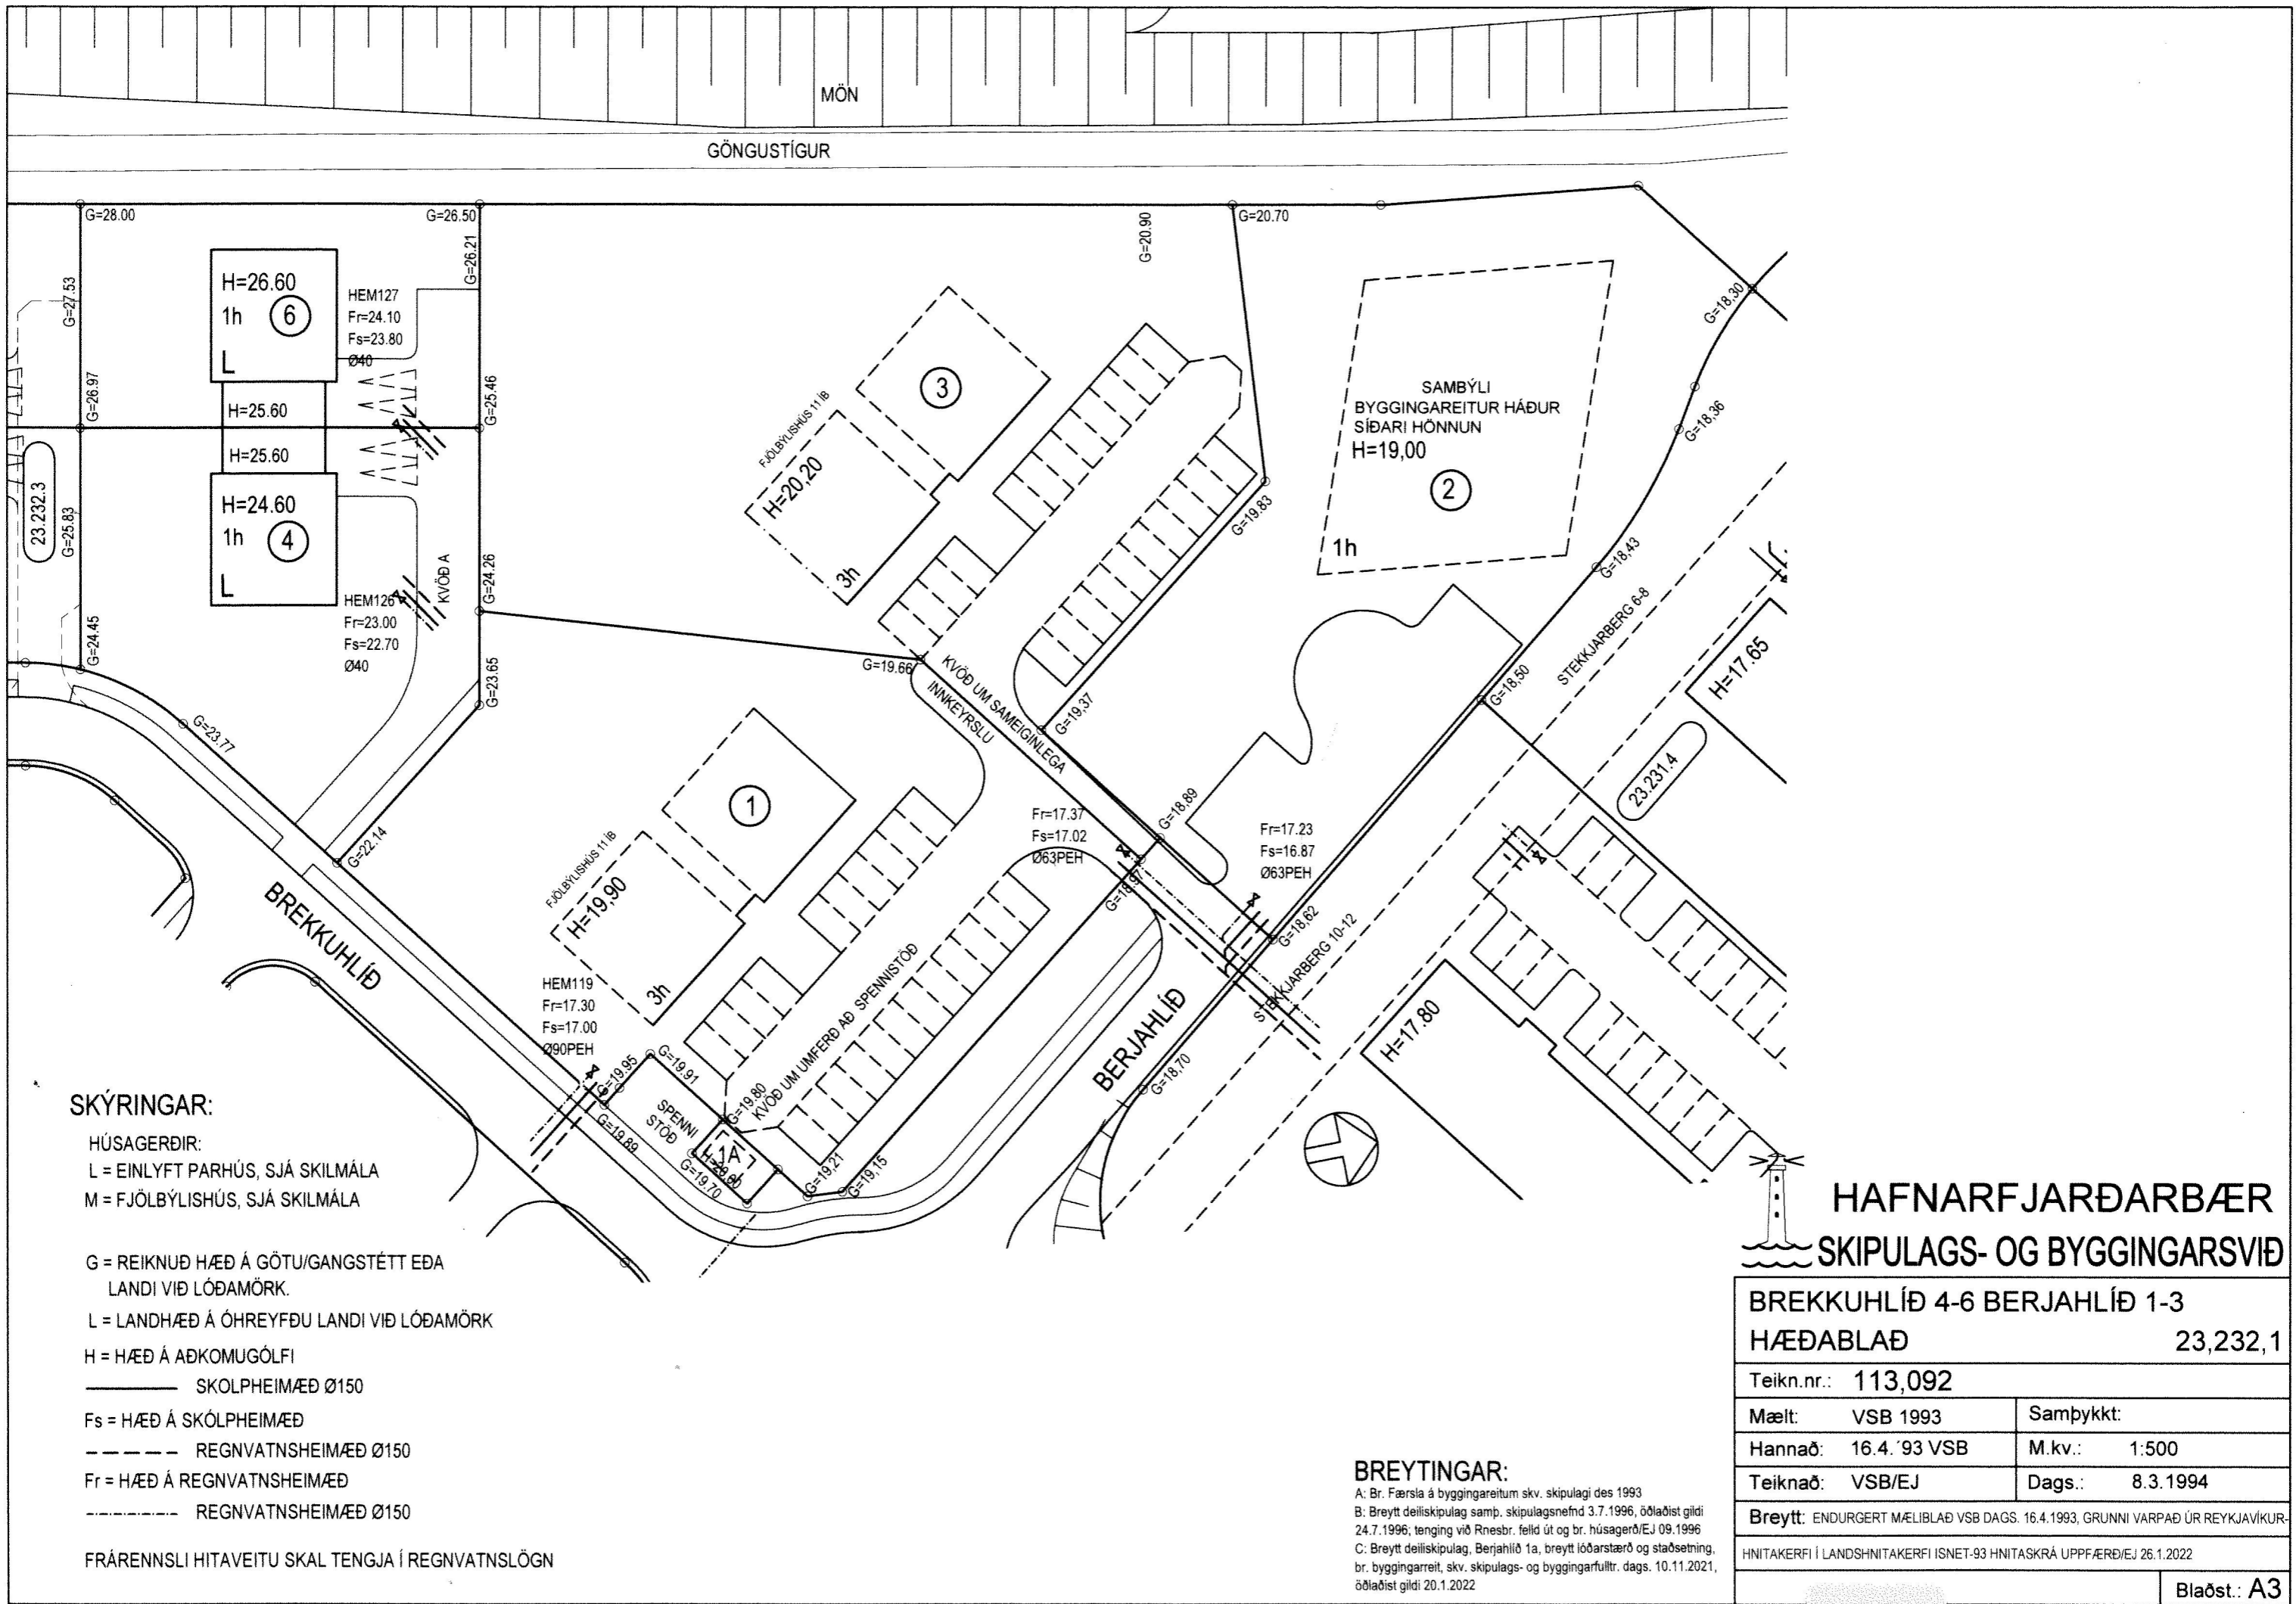 MÖN
GÖNGUSTÍGUR
G=28.00
G=26.50
G=20.70
G=20.90
G=26.21
G=27.53
H=26.60
1h
6
L
HEM127
Fr=24.10
Fs=23.80
Ø40
G=26.97
G=25.46
H=25.60
H=25.60
23.232.3
G=25.83
H=24.60
1h
4
L
HEM126
Fr=23.00
Fs=22.70
Ø40
KVÖÐ A
G=24.26
G=24.45
G=23.65
G=23.77
G=22.14
BREKKUHLÍÐ
3
FJÖLBÝLISHÚS 11 ÍB
H=20,20
3h
G=19.83
G=19.66
KVÖÐ UM SAMEIGINLEGA
INNKEYRSLU
G=19,37
SAMBÝLI
BYGGINGAREITUR HÁÐUR
SÍÐARI HÖNNUN
H=19,00
2
1h
G=18,30
G=18,36
G=18,43
G=18,50
STEKKJARBERG 6-8
H=17.65
23.231.4
1
FJÖLBÝLISHÚS 11 ÍB
H=19,90
3h
Fr=17.37
Fs=17.02
Ø63PEH
G=18,89
G=18,97
Fr=17.23
Fs=16.87
Ø63PEH
G=18,62
STEKKJARBERG 10-12
BERJAHLÍÐ
G=18,70
H=17.80
HEM119
Fr=17.30
Fs=17.00
Ø90PEH
G=19.95
G=19.91
G=19.89
SPENNI
STÖÐ
G=19.80
KVÖÐ UM UMFERÐ AÐ SPENNISTÖÐ
1A
G=19.70
G=19,21
G=19,15
SKÝRINGAR:
HÚSAGERÐIR:
L = EINLYFT PARHÚS, SJÁ SKILMÁLA
M = FJÖLBÝLISHÚS, SJÁ SKILMÁLA
G = REIKNUÐ HÆÐ Á GÖTU/GANGSTÉTT EÐA
LANDI VIÐ LÓÐAMÖRK.
L = LANDHÆÐ Á ÓHREYFÐU LANDI VIÐ LÓÐAMÖRK
H = HÆÐ Á AÐKOMUGÓLFI
SKOLPHEIMÆÐ Ø150
Fs = HÆÐ Á SKÓLPHEIMÆÐ
REGNVATNSHEIMÆÐ Ø150
Fr = HÆÐ Á REGNVATNSHEIMÆÐ
REGNVATNSHEIMÆÐ Ø150
FRÁRENNSLI HITAVEITU SKAL TENGJA Í REGNVATNSLÖGN
BREYTINGAR:
A: Br. Færsla á byggingareitum skv. skipulagi des 1993
B: Breytt deiliskipulag samþ. skipulagsnefnd 3.7.1996, öðlaðist gildi
24.7.1996; tenging við Rnesbr. felld út og br. húsagerð/EJ 09.1996
C: Breytt deiliskipulag, Berjahlíð 1a, breytt lóðarstærð og staðsetning,
br. byggingarreit, skv. skipulags- og byggingarfulltr. dags. 10.11.2021,
öðlaðist gildi 20.1.2022
HAFNARFJARÐARBÆR
SKIPULAGS- OG BYGGINGARSVIÐ
BREKKUHLÍÐ 4-6 BERJAHLÍÐ 1-3
HÆÐABLAÐ 23,232,1
Teikn.nr.: 113,092
Mælt: VSB 1993 Samþykkt:
Hannað: 16.4.´93 VSB M.kv.: 1:500
Teiknað: VSB/EJ Dags.: 8.3.1994
Breytt: ENDURGERT MÆLIBLAÐ VSB DAGS. 16.4.1993, GRUNNI VARPAÐ ÚR REYKJAVÍKUR-
HNITAKERFI Í LANDSHNITAKERFI ISNET-93 HNITASKRÁ UPPFÆRÐ/EJ 26.1.2022
Blaðst.: A3